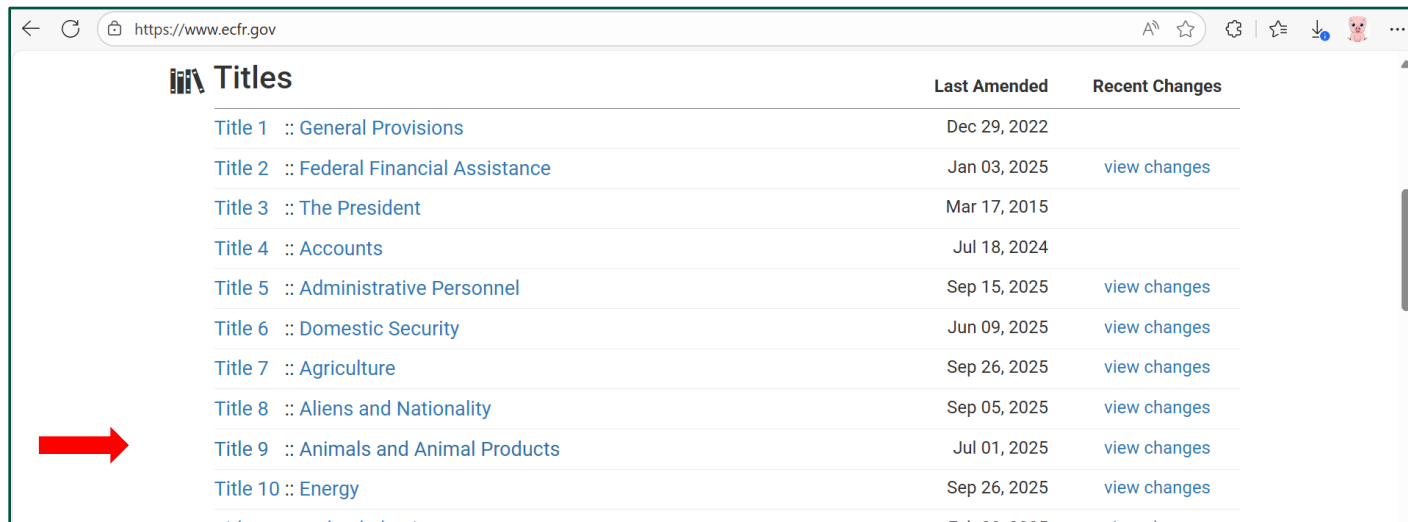 https://www.ecfr.gov
Titles Last Amended Recent Changes
Title 1 :: General Provisions Dec 29, 2022
Title 2 :: Federal Financial Assistance Jan 03, 2025 view changes
Title 3 :: The President Mar 17, 2015
Title 4 :: Accounts Jul 18, 2024
Title 5 :: Administrative Personnel Sep 15, 2025 view changes
Title 6 :: Domestic Security Jun 09, 2025 view changes
Title 7 :: Agriculture Sep 26, 2025 view changes
Title 8 :: Aliens and Nationality Sep 05, 2025 view changes
Title 9 :: Animals and Animal Products Jul 01, 2025 view changes
Title 10 :: Energy Sep 26, 2025 view changes